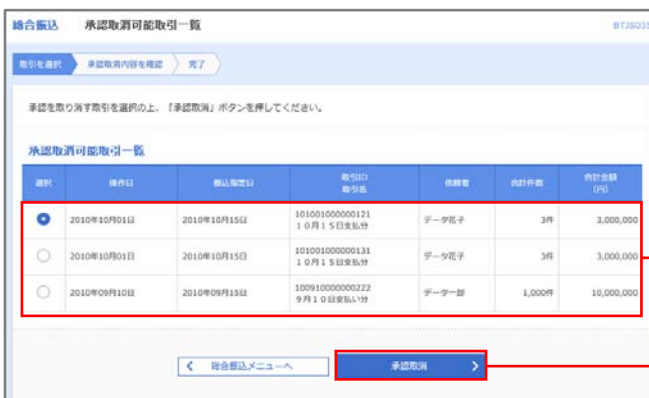 総合振込 承認取消可能取引一覧 BTJS035
取引を選択 承認取消内容を確認 完了
承認を取り消す取引を選択の上、「承認取消」ボタンを押してください。
承認取消可能取引一覧
選択 操作日 振込指定日 取引ID 依頼者 合計件数 合計金額
取引名 (円)
2010年10月01日 2010年10月15日 101001000000121 データ花子 3件 3,000,000
10月15日支払分
2010年10月01日 2010年10月15日 101001000000131 データ花子 3件 3,000,000
10月15日支払分
2010年09月10日 2010年09月15日 100910000000222 データ一郎 1,000件 10,000,000
9月10日支払い分
総合振込メニューへ 承認取消